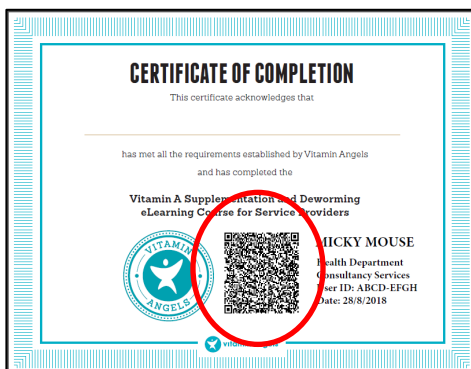 CERTIFICATE OF COMPLETION
This certificate acknowledges that
has met all the requirements established by Vitamin Angels
and has completed the
Vitamin A Supplementation and Deworming
eLearning Course for Service Providers
VITAMIN
ANGELS
MICKY MOUSE
Health Department
Consultancy Services
User ID: ABCD-EFGH
Date: 28/8/2018
vitamin angels